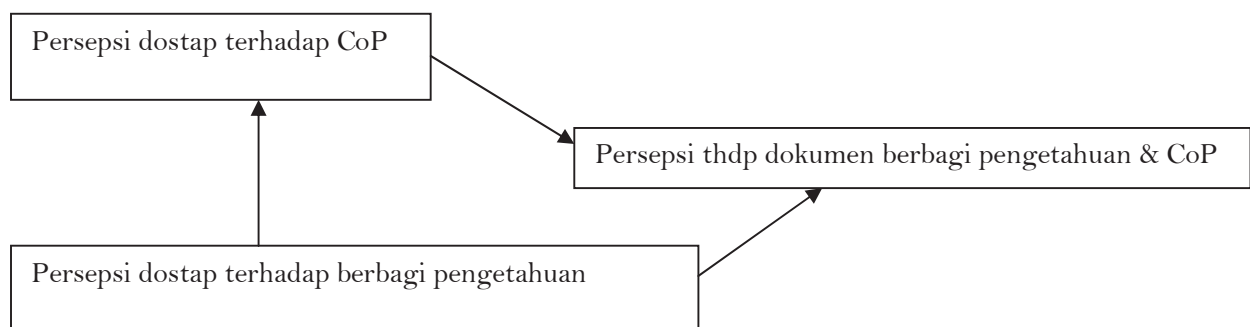 Persepsi dostap terhadap CoP
Persepsi thdp dokumen berbagi pengetahuan & CoP
Persepsi dostap terhadap berbagi pengetahuan